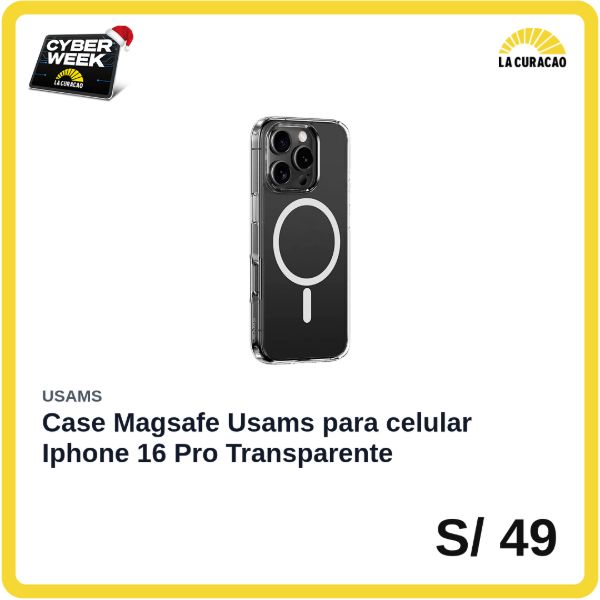 CYBER
WEEK
LA CURACAO
LA CURACAO
USAMS
Case Magsafe Usams para celular
Iphone 16 Pro Transparente
S/ 49